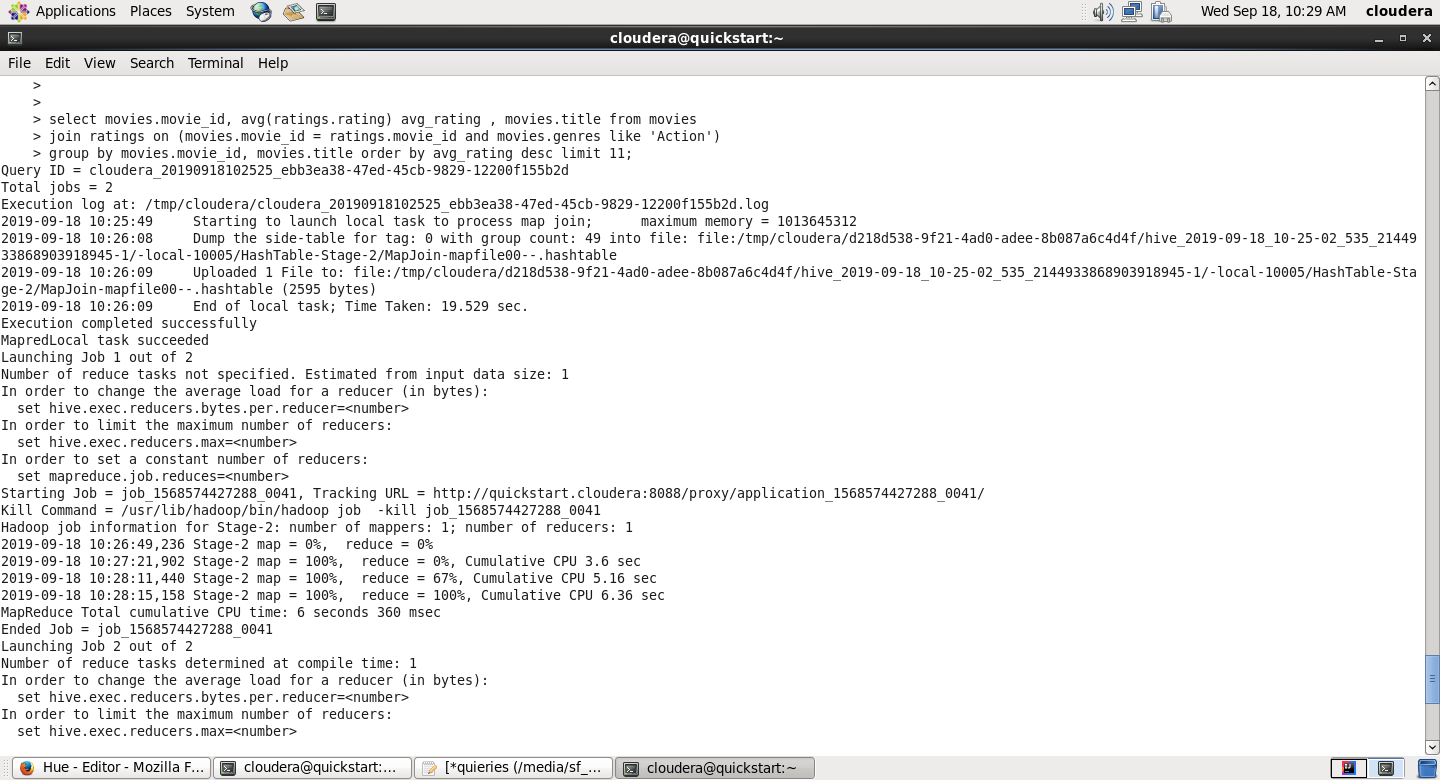 Applications Places System Wed Sep 18, 10:29 AM cloudera
cloudera@quickstart:~
File Edit View Search Terminal Help
>
>
> select movies.movie_id, avg(ratings.rating) avg_rating , movies.title from movies
> join ratings on (movies.movie_id = ratings.movie_id and movies.genres like 'Action')
> group by movies.movie_id, movies.title order by avg_rating desc limit 11;
Query ID = cloudera_20190918102525_ebb3ea38-47ed-45cb-9829-12200f155b2d
Total jobs = 2
Execution log at: /tmp/cloudera/cloudera_20190918102525_ebb3ea38-47ed-45cb-9829-12200f155b2d.log
2019-09-18 10:25:49 Starting to launch local task to process map join; maximum memory = 1013645312
2019-09-18 10:26:08 Dump the side-table for tag: 0 with group count: 49 into file: file:/tmp/cloudera/d218d538-9f21-4ad0-adee-8b087a6c4d4f/hive_2019-09-18_10-25-02_535_21449
33868903918945-1/-local-10005/HashTable-Stage-2/MapJoin-mapfile00--.hashtable
2019-09-18 10:26:09 Uploaded 1 File to: file:/tmp/cloudera/d218d538-9f21-4ad0-adee-8b087a6c4d4f/hive_2019-09-18_10-25-02_535_2144933868903918945-1/-local-10005/HashTable-Sta
ge-2/MapJoin-mapfile00--.hashtable (2595 bytes)
2019-09-18 10:26:09 End of local task; Time Taken: 19.529 sec.
Execution completed successfully
MapredLocal task succeeded
Launching Job 1 out of 2
Number of reduce tasks not specified. Estimated from input data size: 1
In order to change the average load for a reducer (in bytes):
set hive.exec.reducers.bytes.per.reducer=<number>
In order to limit the maximum number of reducers:
set hive.exec.reducers.max=<number>
In order to set a constant number of reducers:
set mapreduce.job.reduces=<number>
Starting Job = job_1568574427288_0041, Tracking URL = http://quickstart.cloudera:8088/proxy/application_1568574427288_0041/
Kill Command = /usr/lib/hadoop/bin/hadoop job  -kill job_1568574427288_0041
Hadoop job information for Stage-2: number of mappers: 1; number of reducers: 1
2019-09-18 10:26:49,236 Stage-2 map = 0%,  reduce = 0%
2019-09-18 10:27:21,902 Stage-2 map = 100%,  reduce = 0%, Cumulative CPU 3.6 sec
2019-09-18 10:28:11,440 Stage-2 map = 100%,  reduce = 67%, Cumulative CPU 5.16 sec
2019-09-18 10:28:15,158 Stage-2 map = 100%,  reduce = 100%, Cumulative CPU 6.36 sec
MapReduce Total cumulative CPU time: 6 seconds 360 msec
Ended Job = job_1568574427288_0041
Launching Job 2 out of 2
Number of reduce tasks determined at compile time: 1
In order to change the average load for a reducer (in bytes):
set hive.exec.reducers.bytes.per.reducer=<number>
In order to limit the maximum number of reducers:
set hive.exec.reducers.max=<number>
Hue - Editor - Mozilla F... cloudera@quickstart:... [*quieries (/media/sf_... cloudera@quickstart:~